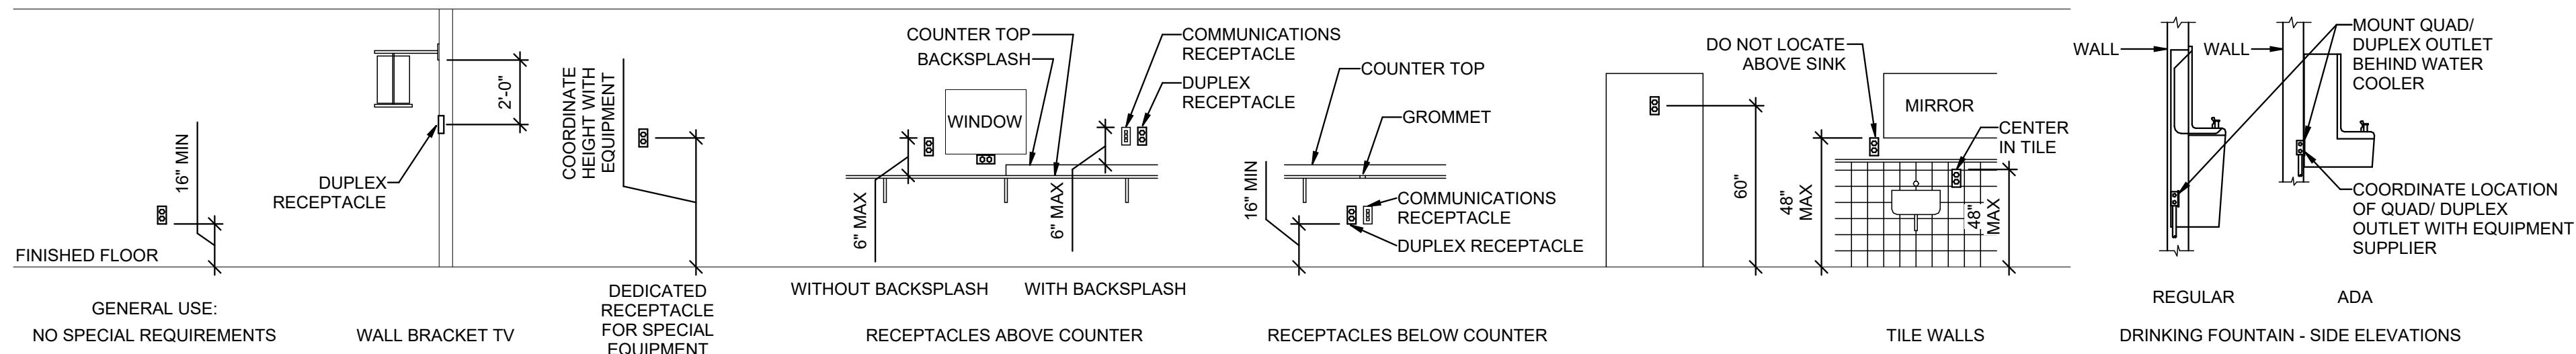 16" MIN
FINISHED FLOOR
GENERAL USE:
NO SPECIAL REQUIREMENTS
2'-0"
DUPLEX
RECEPTACLE
WALL BRACKET TV
COORDINATE
HEIGHT WITH
EQUIPMENT
DEDICATED
RECEPTACLE
FOR SPECIAL
EQUIPMENT
COUNTER TOP
BACKSPLASH
COMMUNICATIONS
RECEPTACLE
DUPLEX
RECEPTACLE
WINDOW
6" MAX
6" MAX
WITHOUT BACKSPLASH
WITH BACKSPLASH
RECEPTACLES ABOVE COUNTER
COUNTER TOP
GROMMET
16" MIN
COMMUNICATIONS
RECEPTACLE
DUPLEX RECEPTACLE
RECEPTACLES BELOW COUNTER
60"
DO NOT LOCATE
ABOVE SINK
MIRROR
CENTER
IN TILE
48"
MAX
48"
MAX
TILE WALLS
WALL
WALL
MOUNT QUAD/
DUPLEX OUTLET
BEHIND WATER
COOLER
COORDINATE LOCATION
OF QUAD/ DUPLEX
OUTLET WITH EQUIPMENT
SUPPLIER
REGULAR
ADA
DRINKING FOUNTAIN - SIDE ELEVATIONS